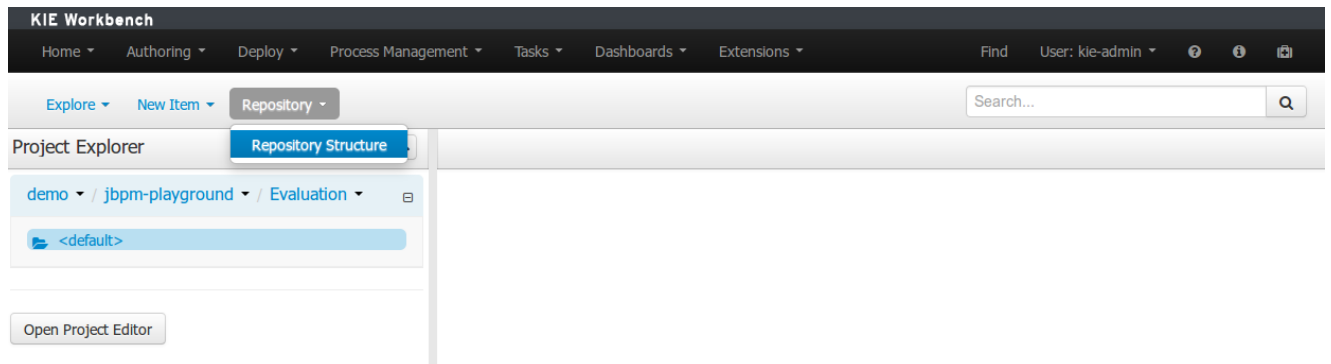 KIE Workbench
Home Authoring Deploy Process Management Tasks Dashboards Extensions Find User: kie-admin
Explore New Item Repository Search...
Repository Structure
Project Explorer
demo / jbpm-playground / Evaluation
<default>
Open Project Editor